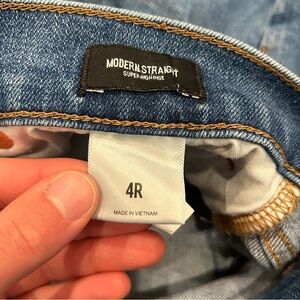 MODERN STRAIGHT
SUPER HIGH RISE
4R
MADE IN VIETNAM